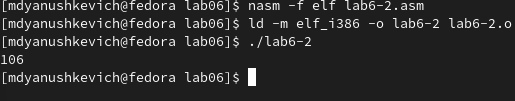 [mdyanushkevich@fedora lab06]$ nasm -f elf lab6-2.asm
[mdyanushkevich@fedora lab06]$ ld -m elf_i386 -o lab6-2 lab6-2.o
[mdyanushkevich@fedora lab06]$ ./lab6-2
106
[mdyanushkevich@fedora lab06]$